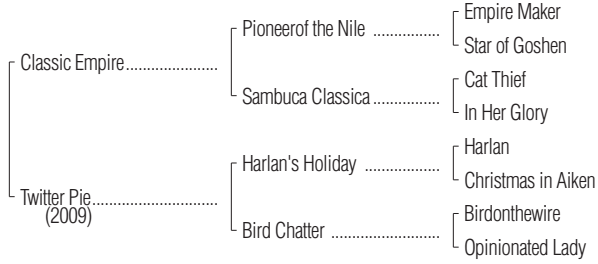 Empire Maker
Pioneerof the Nile ................
Star of Goshen
Classic Empire......................
Cat Thief
Sambuca Classica................
In Her Glory
Harlan
Harlan's Holiday ..................
Christmas in Aiken
Twitter Pie..............................
(2009)
Birdonthewire
Bird Chatter ..........................
Opinionated Lady